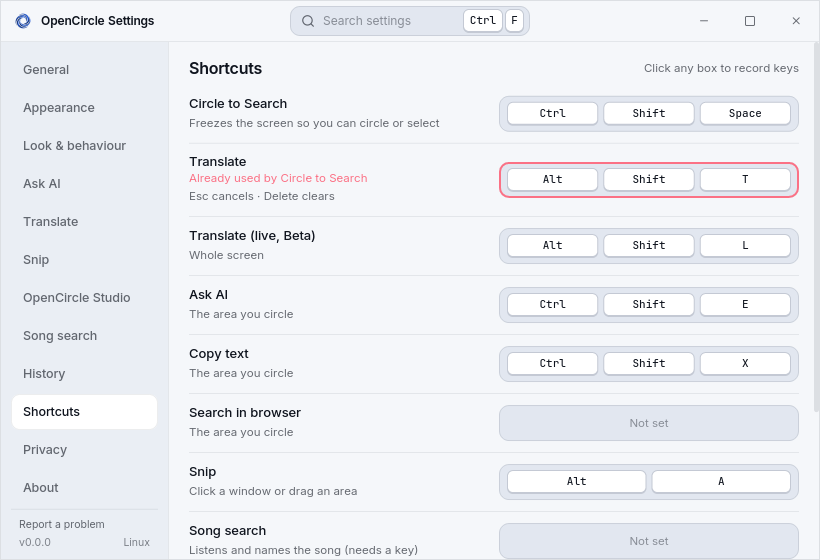 OpenCircle Settings
Search settings
Ctrl F
General
Appearance
Look & behaviour
Ask AI
Translate
Snip
OpenCircle Studio
Song search
History
Shortcuts
Privacy
About
Report a problem
v0.0.0 Linux
Shortcuts
Click any box to record keys
Circle to Search
Freezes the screen so you can circle or select
Ctrl Shift Space
Translate
Already used by Circle to Search
Esc cancels · Delete clears
Alt Shift T
Translate (live, Beta)
Whole screen
Alt Shift L
Ask AI
The area you circle
Ctrl Shift E
Copy text
The area you circle
Ctrl Shift X
Search in browser
The area you circle
Not set
Snip
Click a window or drag an area
Alt A
Song search
Listens and names the song (needs a key)
Not set